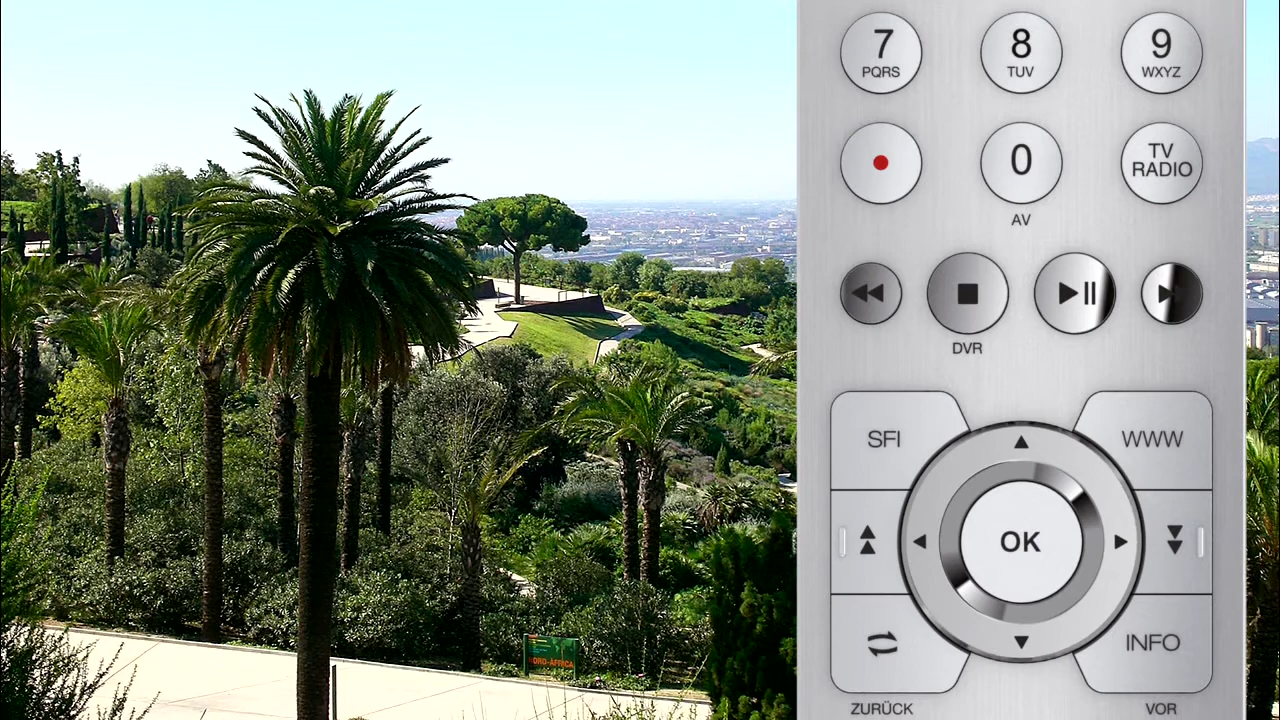 7 8 9
PQRS TUV WXYZ
0 TV
RADIO
AV
DVR
SFI WWW
OK
INFO
ZURÜCK VOR